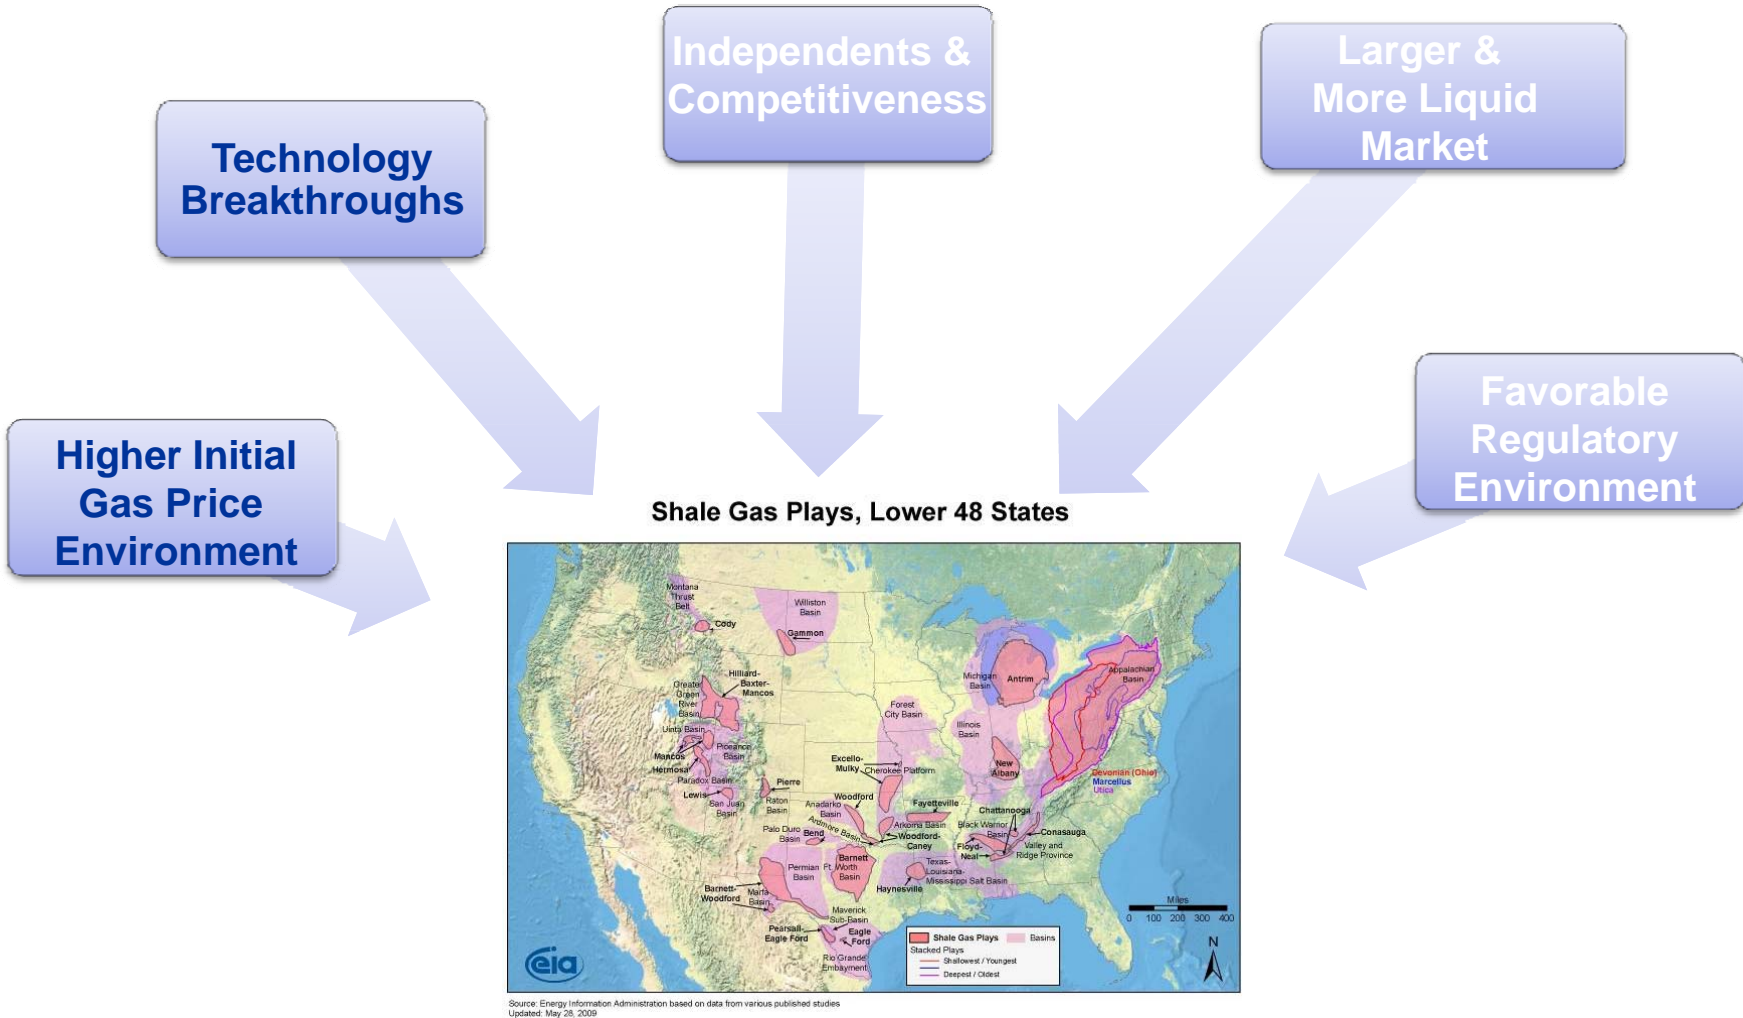 Independents &
Competitiveness
Larger &
More Liquid
Market
Technology
Breakthroughs
Favorable
Regulatory
Environment
Higher Initial
Gas Price
Environment
Shale Gas Plays, Lower 48 States
Montana
Thrust
Belt
Cody
Williston
Basin
Gammon
Hilliard-
Baxter-
Mancos
Greater
Green
River
Basin
Uinta Basin
Mancos
Piceance
Basin
Hermosa
Paradox Basin
Lewis
San Juan
Basin
Pierre
Raton
Basin
Forest
City Basin
Excello-
Mulky
Cherokee Platform
Michigan
Basin
Antrim
Illinois
Basin
New
Albany
Appalachian
Basin
Devonian (Ohio)
Marcellus
Utica
Woodford
Anadarko
Basin
Ardmore Basin
Palo Duro
Basin
Bend
Fayetteville
Arkoma Basin
Woodford-
Caney
Chattanooga
Black Warrior
Basin
Floyd-
Neal
Conasauga
Valley and
Ridge Province
Permian
Basin
Barnett
Ft. Worth
Basin
Barnett-
Woodford
Marfa
Basin
Haynesville
Texas-
Louisiana-
Mississippi Salt Basin
Maverick
Sub-Basin
Pearsall-
Eagle Ford
Eagle
Ford
Rio Grande
Embayment
Miles
0 100 200 300 400
N
Shale Gas Plays
Basins
Stacked Plays
Shallowest / Youngest
Deepest / Oldest
eia
Source: Energy Information Administration based on data from various published studies
Updated: May 28, 2009